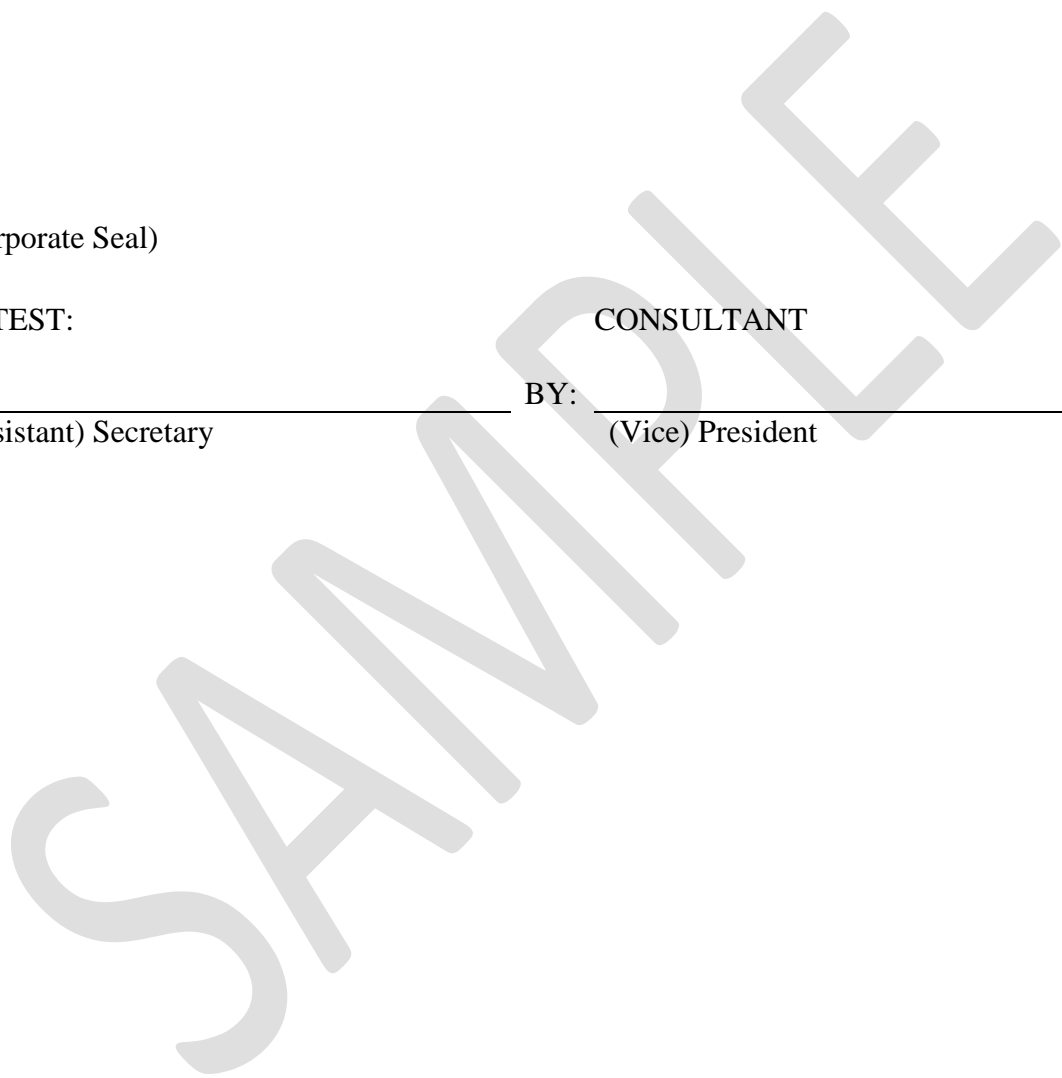 rporate Seal)
TEST: CONSULTANT
BY:
sistant) Secretary (Vice) President
SAMPLE